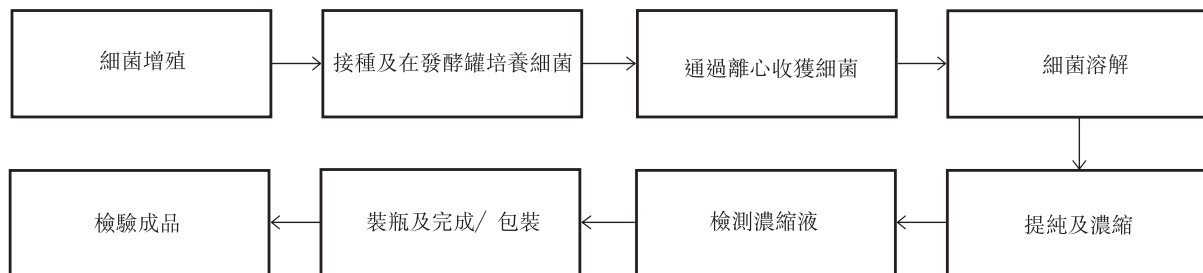 細菌增殖
接種及在發酵罐培養細菌
通過離心收獲細菌
細菌溶解
提純及濃縮
檢測濃縮液
裝瓶及完成/ 包裝
檢驗成品